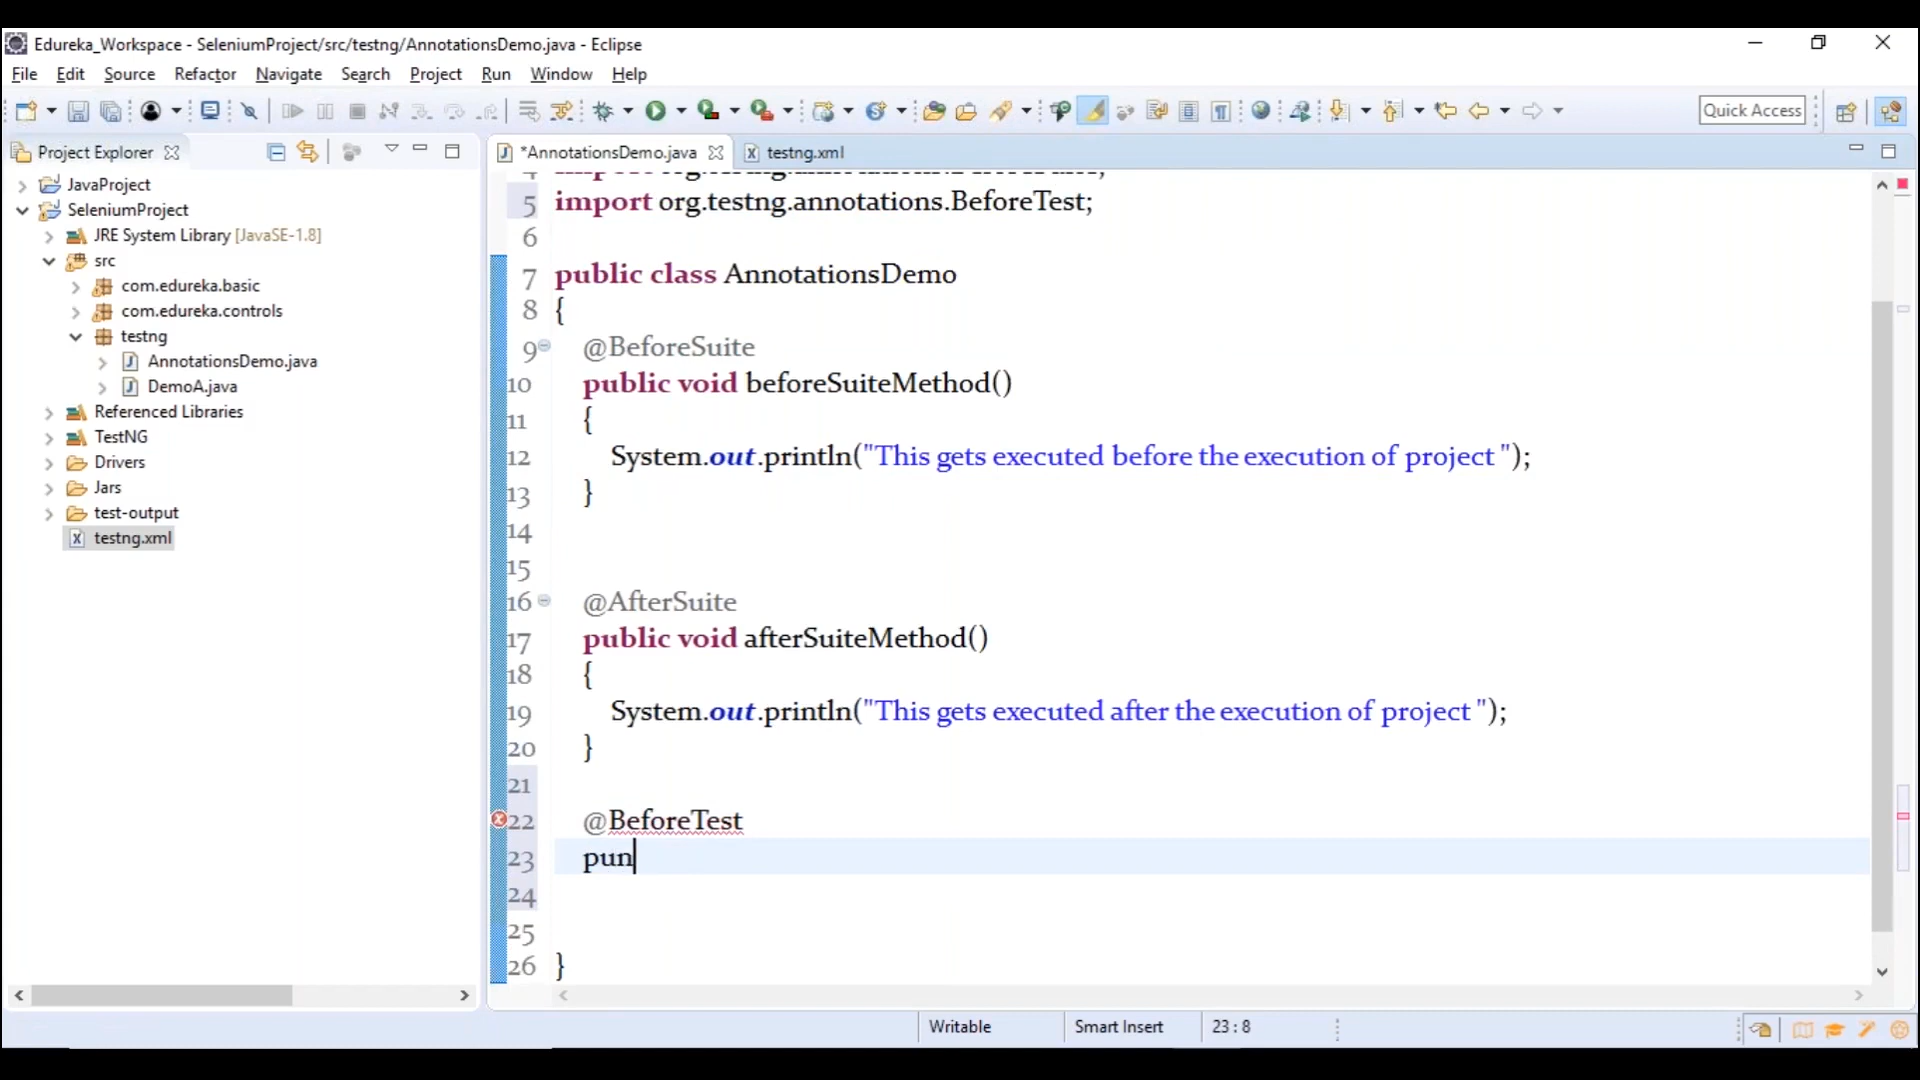 Edureka_Workspace - SeleniumProject/src/testng/AnnotationsDemo.java - Eclipse
File Edit Source Refactor Navigate Search Project Run Window Help
Quick Access
Project Explorer
JavaProject
SeleniumProject
JRE System Library [JavaSE-1.8]
src
com.edureka.basic
com.edureka.controls
testng
AnnotationsDemo.java
DemoA.java
Referenced Libraries
TestNG
Drivers
Jars
test-output
testng.xml
*AnnotationsDemo.java testng.xml
5 import org.testng.annotations.BeforeTest;
6
7 public class AnnotationsDemo
8 {
9 @BeforeSuite
10 public void beforeSuiteMethod()
11 {
12 System.out.println("This gets executed before the execution of project ");
13 }
14
15
16 @AfterSuite
17 public void afterSuiteMethod()
18 {
19 System.out.println("This gets executed after the execution of project ");
20 }
21
22 @BeforeTest
23 pun
24
25
26 }
Writable Smart Insert 23 : 8